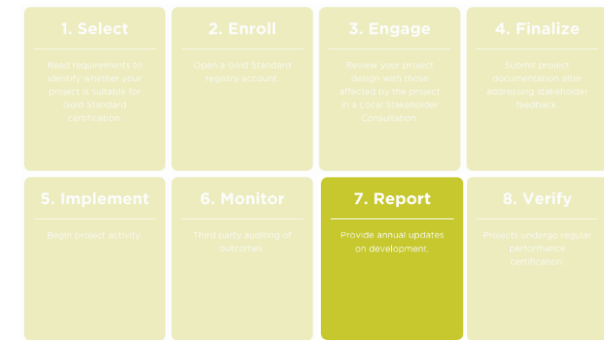 1. Select
Read requirements to
identify whether your
project is suitable for
Gold Standard
certification.
2. Enroll
Open a Gold Standard
registry account.
3. Engage
Review your project
design with those
affected by the project
in a Local Stakeholder
Consultation.
4. Finalize
Submit project
documentation after
addressing stakeholder
feedback.
5. Implement
Begin project activity.
6. Monitor
Third party auditing of
outcomes.
7. Report
Provide annual updates
on development.
8. Verify
Projects undergo regular
performance
certification.